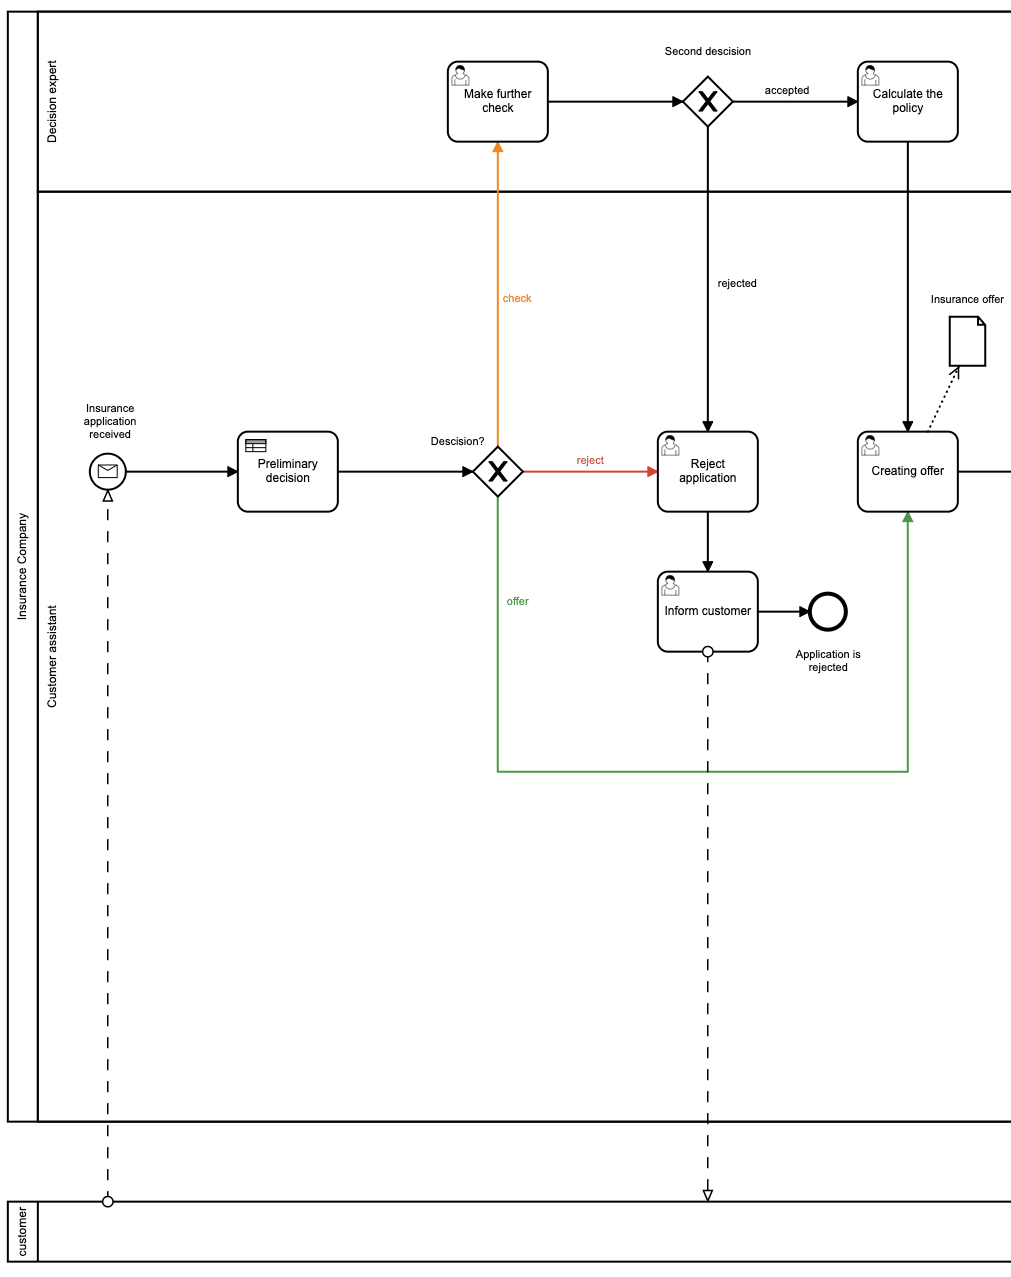 Insurance Company
Decision expert
Make further
check
Second descision
accepted
Calculate the
policy
Customer assistant
check
rejected
Insurance offer
Insurance
application
received
Preliminary
decision
Descision?
reject
Reject
application
Creating offer
offer
Inform customer
Application is
rejected
customer